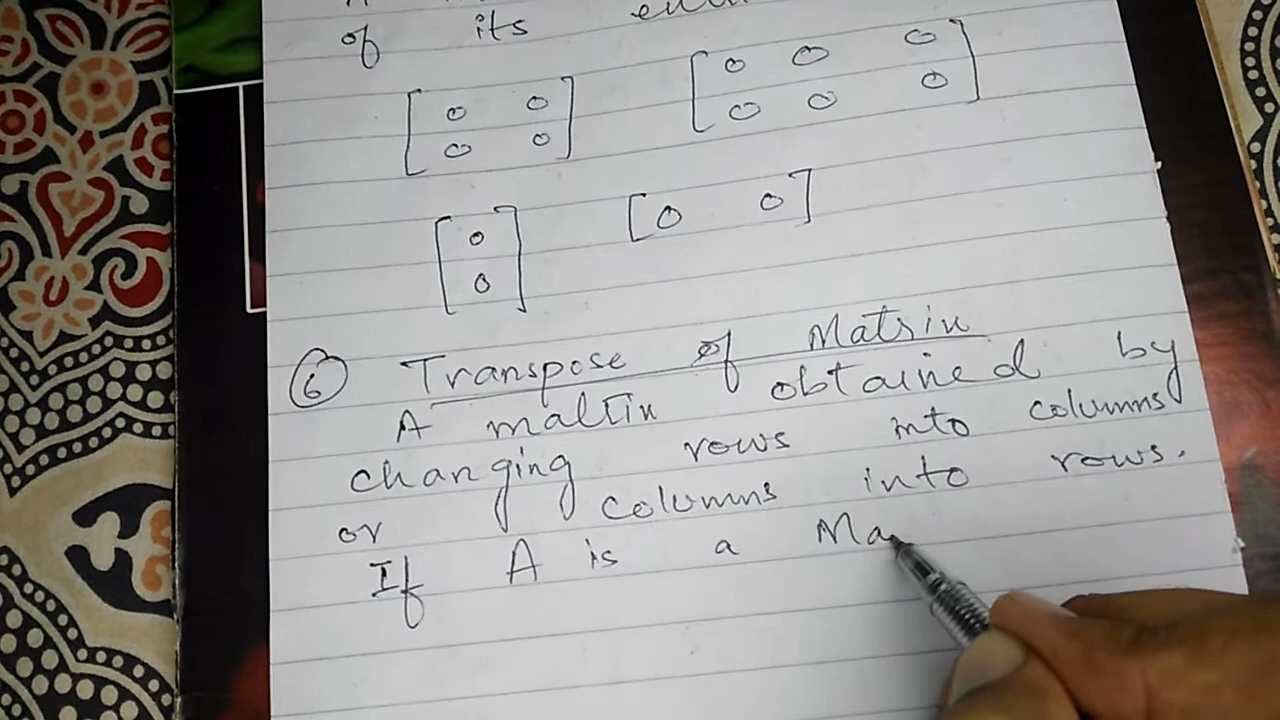 of its
[ 0 0
0 0 ]
[ 0 0 0
0 0 0 ]
[ 0
0 ]
[ 0 0 ]
6 Transpose of Matrix
A matrix obtained by
changing rows into columns
or columns into rows.
If A is a Ma